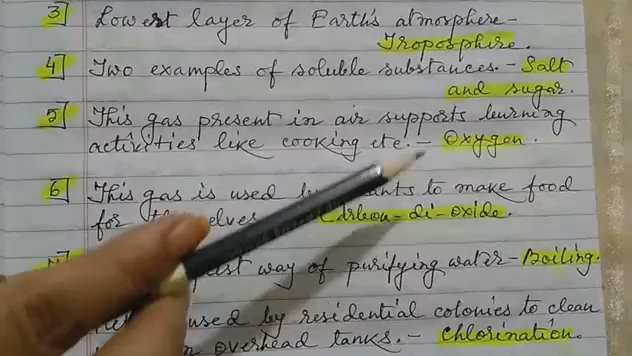 3] Lowest layer of Earth's atmosphere -
Troposphere.
4] Two examples of soluble substances. - Salt
and sugar.
5] This gas present in air supports burning
activities like cooking etc. - Oxygen.
6] This gas is used to make food
for - Carbon-di-oxide.
way of purifying water - Boiling.
used by residential colonies to clean
overhead tanks. - Chlorination.